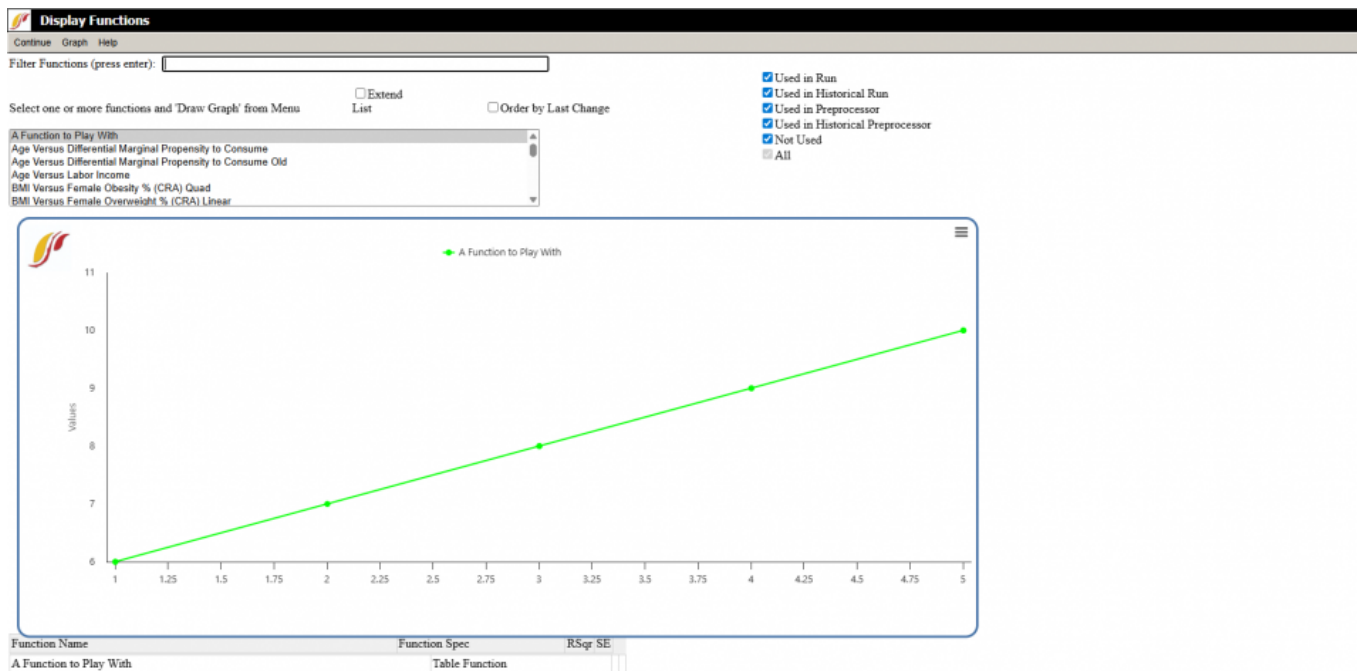 Display Functions
Continue Graph Help
Filter Functions (press enter):
Select one or more functions and 'Draw Graph' from Menu
Extend List
Order by Last Change
Used in Run
Used in Historical Run
Used in Preprocessor
Used in Historical Preprocessor
Not Used
All
A Function to Play With
Age Versus Differential Marginal Propensity to Consume
Age Versus Differential Marginal Propensity to Consume Old
Age Versus Labor Income
BMI Versus Female Obesity % (CRA) Quad
BMI Versus Female Overweight % (CRA) Linear
A Function to Play With
Values
11
10
9
8
7
6
1 1.25 1.5 1.75 2 2.25 2.5 2.75 3 3.25 3.5 3.75 4 4.25 4.5 4.75 5
Function Name Function Spec RSqr SE
A Function to Play With Table Function